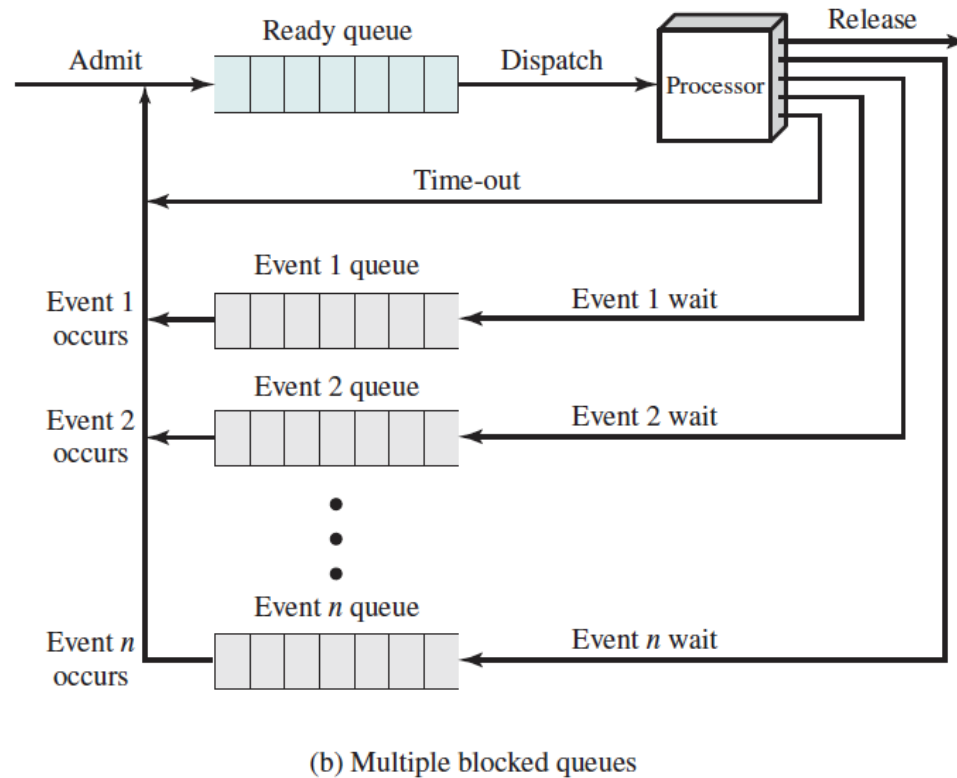 Release
Ready queue
Admit
Dispatch
Processor
Time-out
Event 1 queue
Event 1
occurs
Event 1 wait
Event 2 queue
Event 2
occurs
Event 2 wait
Event n queue
Event n
occurs
Event n wait
(b) Multiple blocked queues